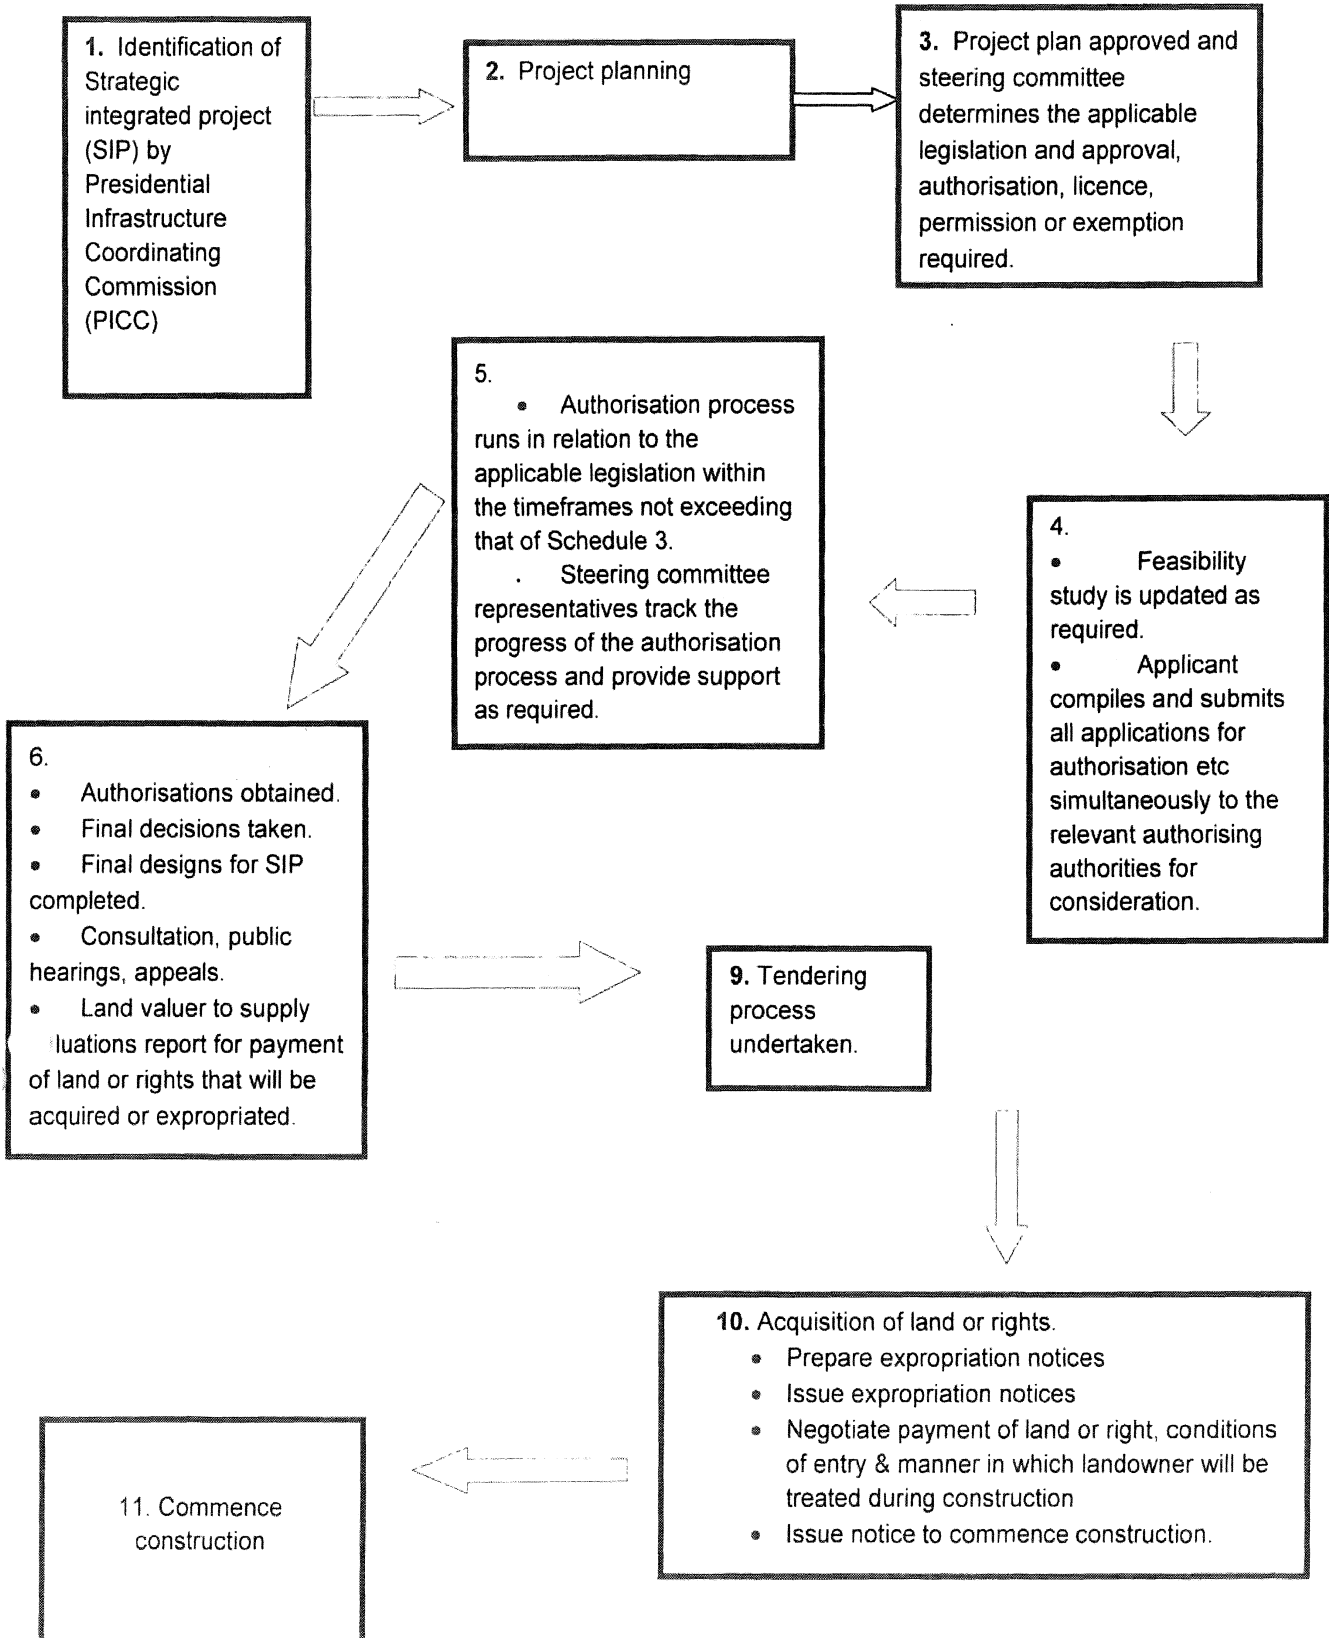 1. Identification of
Strategic
integrated project
(SIP) by
Presidential
Infrastructure
Coordinating
Commission
(PICC)
2. Project planning
3. Project plan approved and
steering committee
determines the applicable
legislation and approval,
authorisation, licence,
permission or exemption
required.
4.
• Feasibility
study is updated as
required.
• Applicant
compiles and submits
all applications for
authorisation etc
simultaneously to the
relevant authorising
authorities for
consideration.
5.
• Authorisation process
runs in relation to the
applicable legislation within
the timeframes not exceeding
that of Schedule 3.
. Steering committee
representatives track the
progress of the authorisation
process and provide support
as required.
6.
• Authorisations obtained.
• Final decisions taken.
• Final designs for SIP
completed.
• Consultation, public
hearings, appeals.
• Land valuer to supply
luations report for payment
of land or rights that will be
acquired or expropriated.
9. Tendering
process
undertaken.
10. Acquisition of land or rights.
• Prepare expropriation notices
• Issue expropriation notices
• Negotiate payment of land or right, conditions
of entry & manner in which landowner will be
treated during construction
• Issue notice to commence construction.
11. Commence
construction